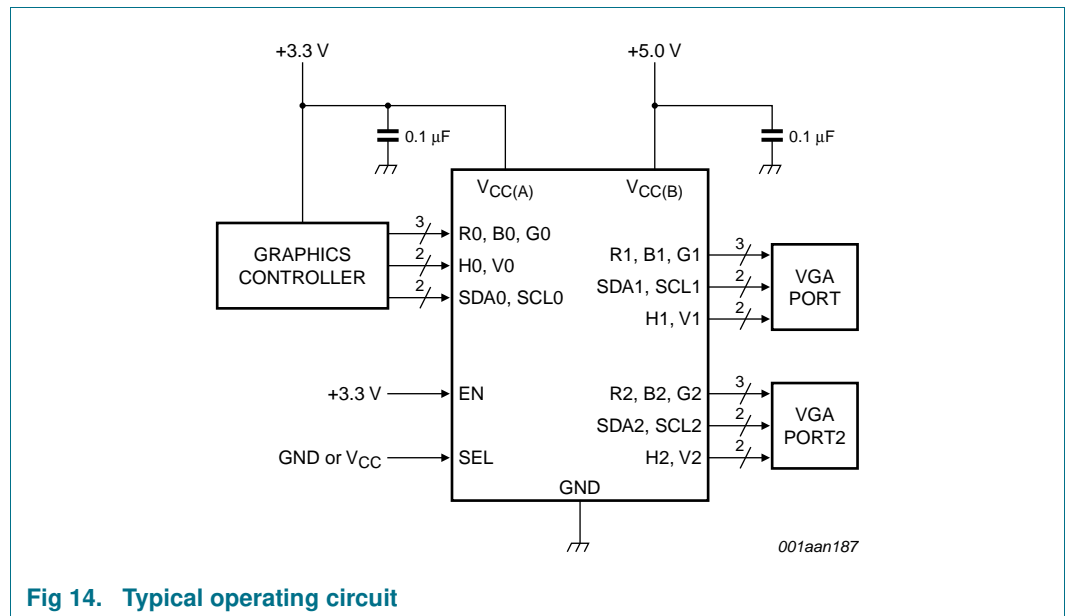 +3.3 V
+5.0 V
0.1 μF
0.1 μF
VCC(A)
VCC(B)
GRAPHICS
CONTROLLER
3
R0, B0, G0
2
H0, V0
2
SDA0, SCL0
R1, B1, G1
3
SDA1, SCL1
2
H1, V1
2
VGA
PORT
+3.3 V
EN
GND or VCC
SEL
R2, B2, G2
3
SDA2, SCL2
2
H2, V2
2
VGA
PORT2
GND
001aan187
Fig 14. Typical operating circuit